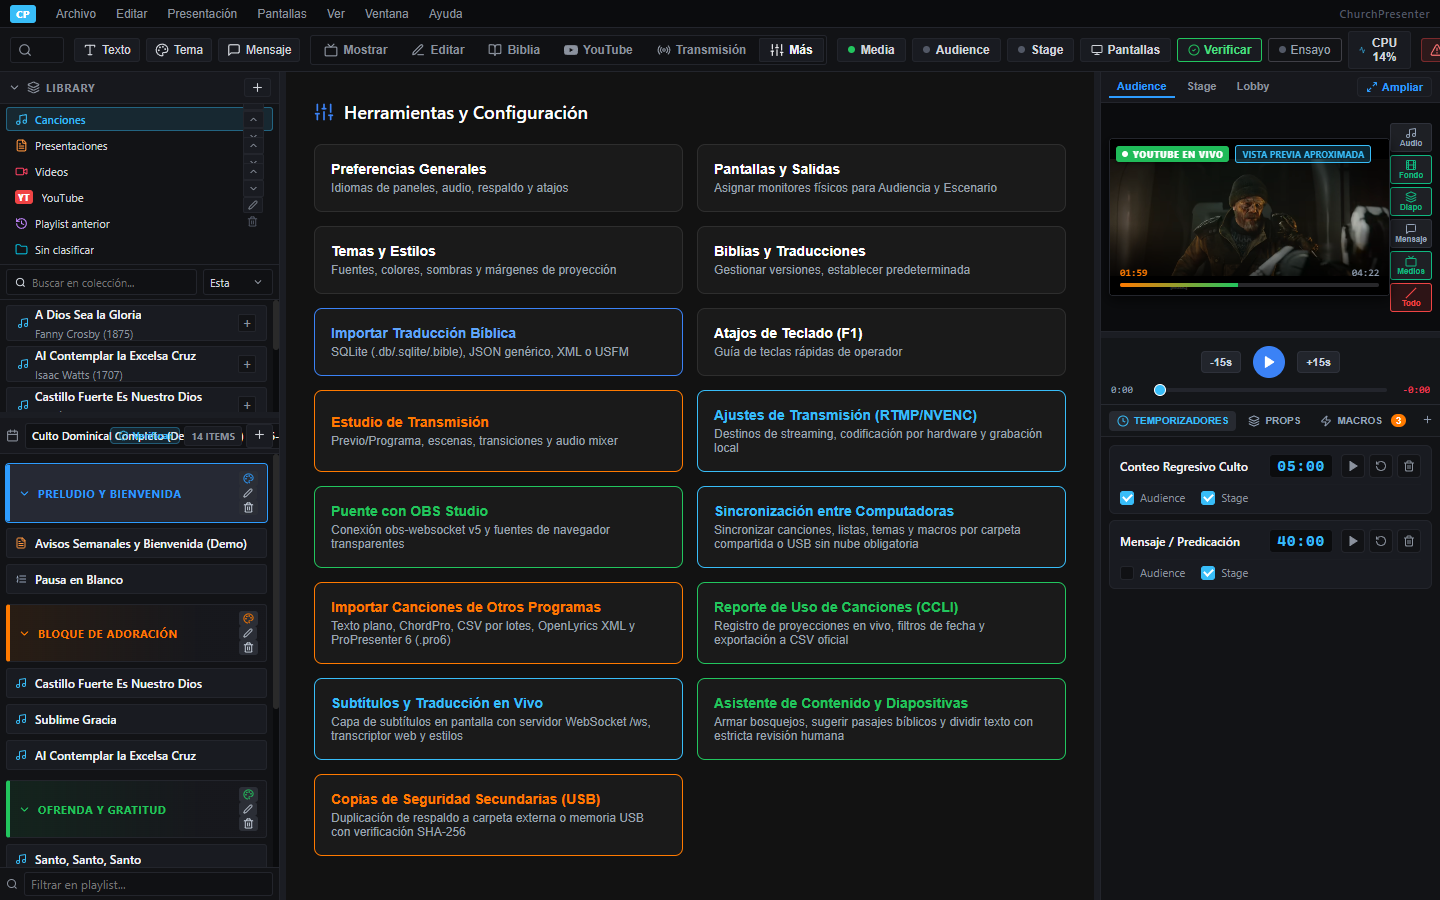 CP Archivo Editar Presentación Pantallas Ver Ventana Ayuda ChurchPresenter
Texto Tema Mensaje Mostrar Editar Biblia YouTube Transmisión Más Media Audience Stage Pantallas Verificar Ensayo CPU 14%
LIBRARY
Canciones
Presentaciones
Videos
YT YouTube
Playlist anterior
Sin clasificar
Buscar en colección... Esta
A Dios Sea la Gloria
Fanny Crosby (1875)
Al Contemplar la Excelsa Cruz
Isaac Watts (1707)
Castillo Fuerte Es Nuestro Dios
Culto Dominical Completo (De 14 ITEMS
PRELUDIO Y BIENVENIDA
Avisos Semanales y Bienvenida (Demo)
Pausa en Blanco
BLOQUE DE ADORACIÓN
Castillo Fuerte Es Nuestro Dios
Sublime Gracia
Al Contemplar la Excelsa Cruz
OFRENDA Y GRATITUD
Santo, Santo, Santo
Filtrar en playlist...
Herramientas y Configuración
Preferencias Generales
Idiomas de paneles, audio, respaldo y atajos
Pantallas y Salidas
Asignar monitores físicos para Audiencia y Escenario
Temas y Estilos
Fuentes, colores, sombras y márgenes de proyección
Biblias y Traducciones
Gestionar versiones, establecer predeterminada
Importar Traducción Bíblica
SQLite (.db/.sqlite/.bible), JSON genérico, XML o USFM
Atajos de Teclado (F1)
Guía de teclas rápidas de operador
Estudio de Transmisión
Previo/Programa, escenas, transiciones y audio mixer
Ajustes de Transmisión (RTMP/NVENC)
Destinos de streaming, codificación por hardware y grabación
local
Puente con OBS Studio
Conexión obs-websocket v5 y fuentes de navegador
transparentes
Sincronización entre Computadoras
Sincronizar canciones, listas, temas y macros por carpeta
compartida o USB sin nube obligatoria
Importar Canciones de Otros Programas
Texto plano, ChordPro, CSV por lotes, OpenLyrics XML y
ProPresenter 6 (.pro6)
Reporte de Uso de Canciones (CCLI)
Registro de proyecciones en vivo, filtros de fecha y
exportación a CSV oficial
Subtítulos y Traducción en Vivo
Capa de subtítulos en pantalla con servidor WebSocket /ws,
transcriptor web y estilos
Asistente de Contenido y Diapositivas
Armar bosquejos, sugerir pasajes bíblicos y dividir texto con
estricta revisión humana
Copias de Seguridad Secundarias (USB)
Duplicación de respaldo a carpeta externa o memoria USB
con verificación SHA-256
Audience Stage Lobby Ampliar
YOUTUBE EN VIVO VISTA PREVIA APROXIMADA
01:59 04:22
Audio
Fondo
Diapo
Mensaje
Medios
Todo
-15s +15s
0:00 -0:00
TEMPORIZADORES PROPS MACROS 3
Conteo Regresivo Culto 05:00
Audience Stage
Mensaje / Predicación 40:00
Audience Stage